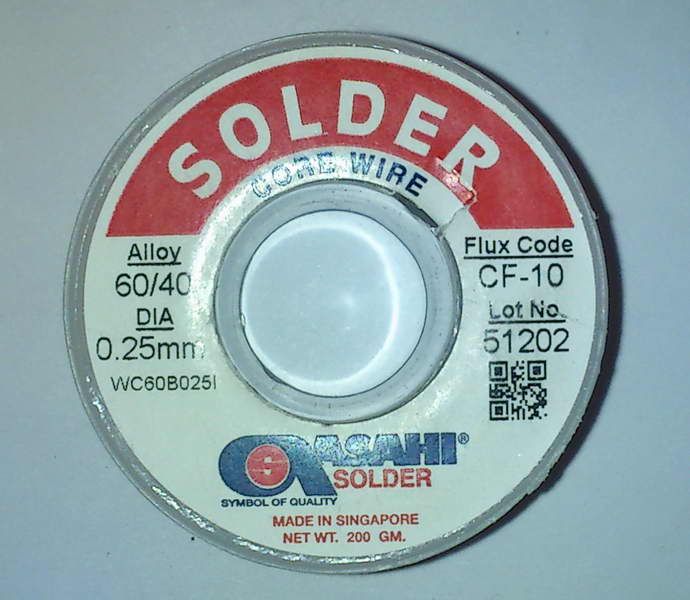 SOLDER
CORE WIRE
Alloy
60/40
DIA
0.25mm
WC60B025I
Flux Code
CF-10
Lot No.
51202
ASAHI®
SOLDER
SYMBOL OF QUALITY
MADE IN SINGAPORE
NET WT. 200 GM.